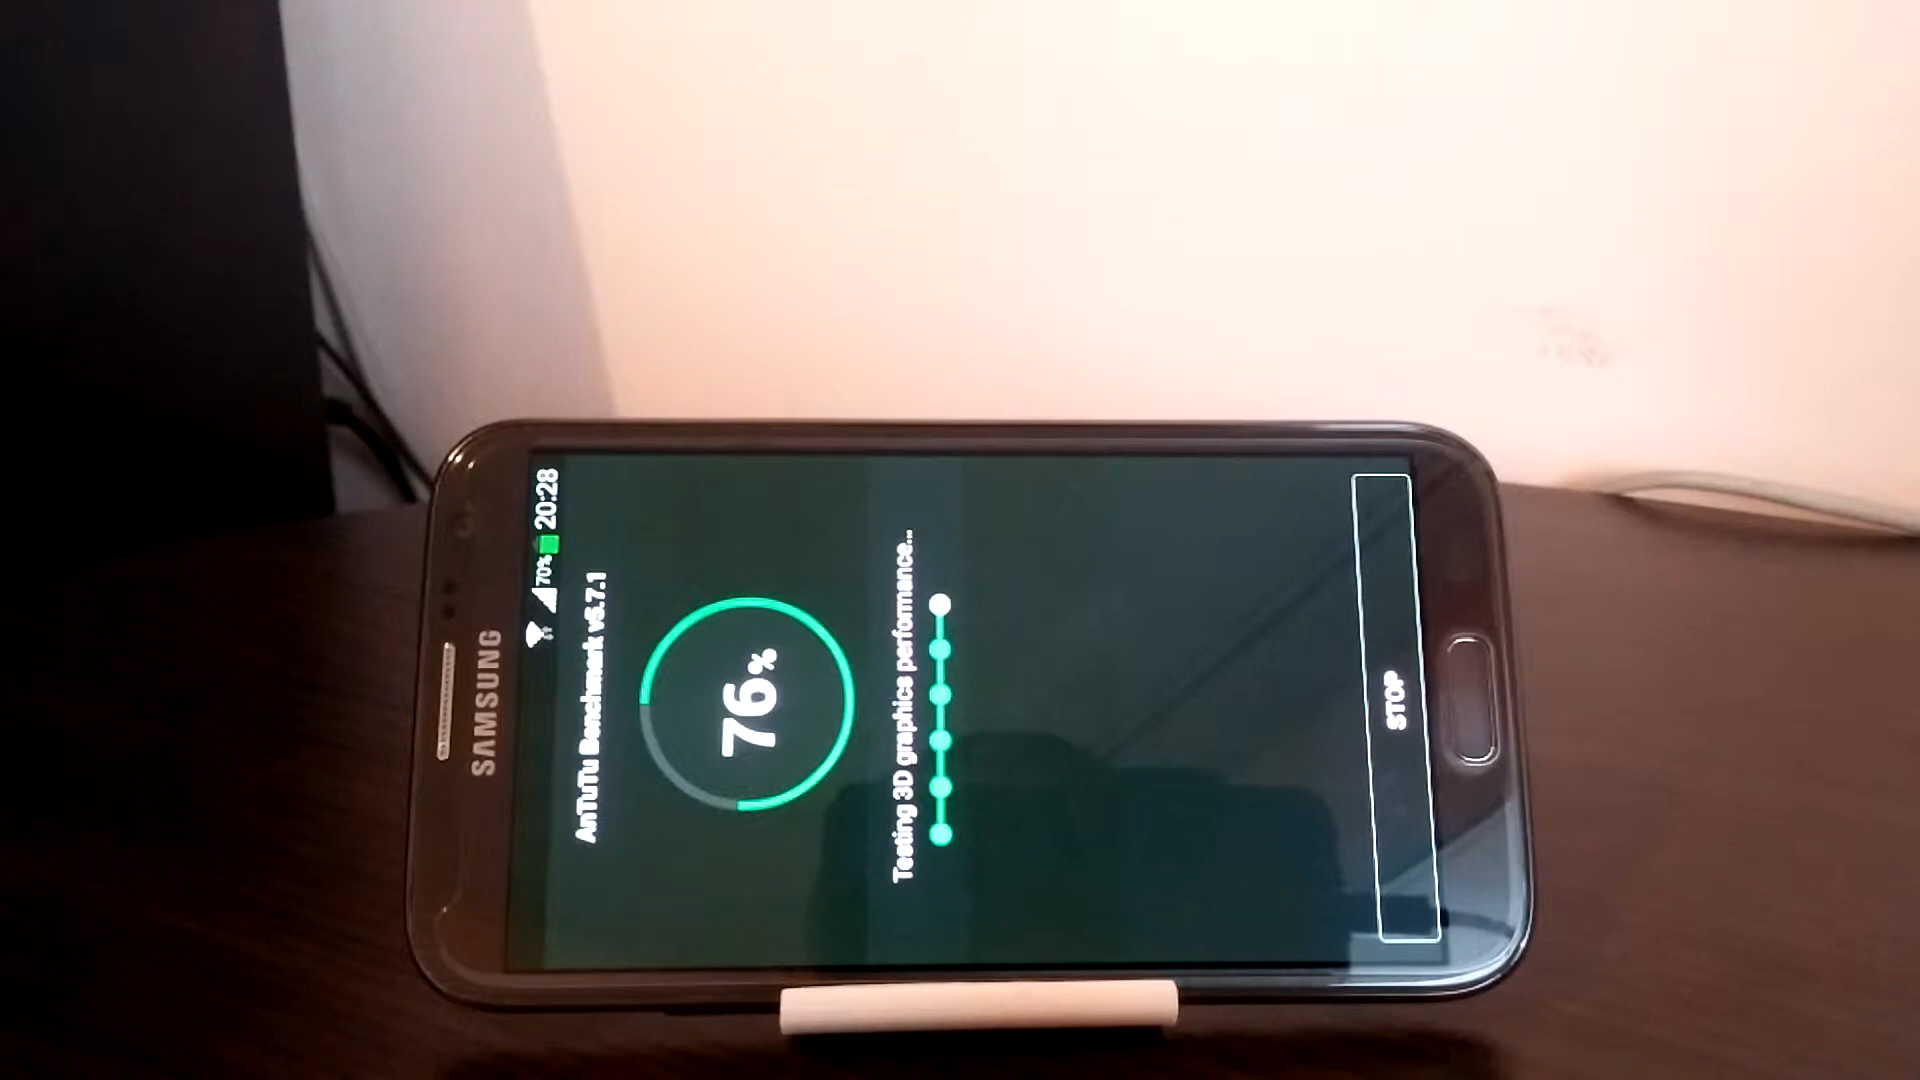 SAMSUNG
70% 20:28
AnTuTu Benchmark v5.7.1
76%
Testing 3D graphics performance...
STOP